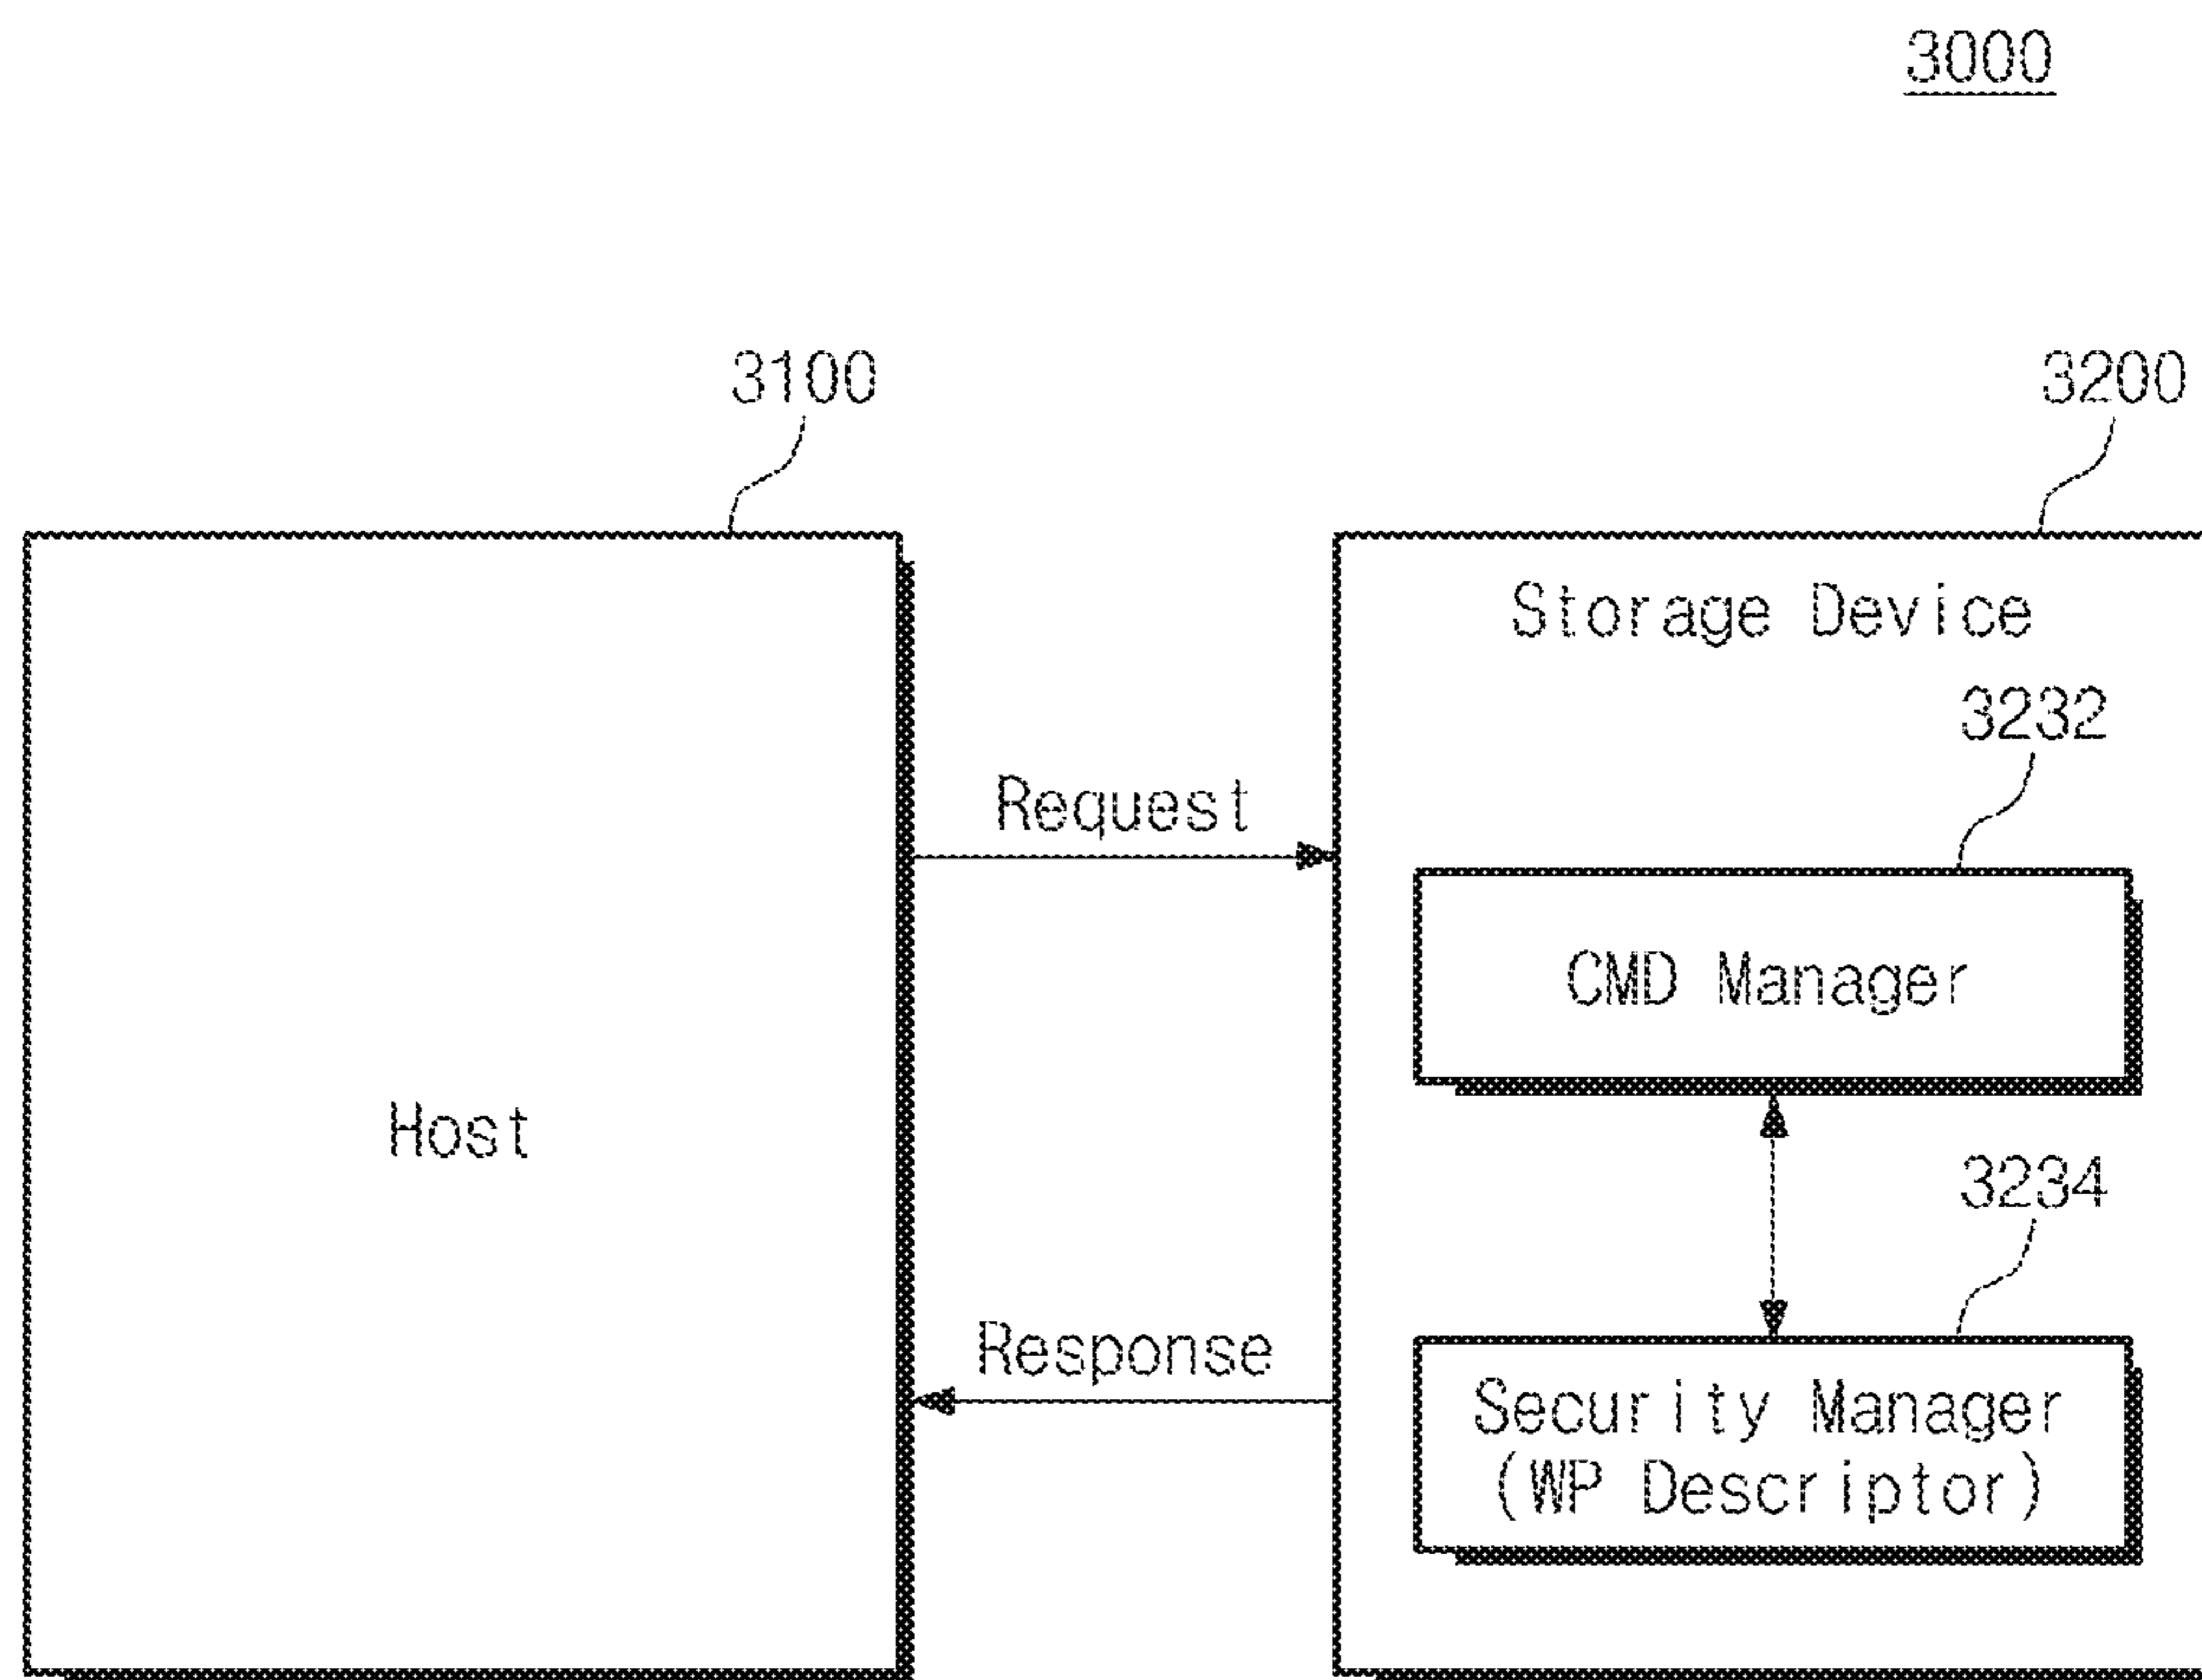 3000
3100
3200
Storage Device
3232
Request
CMD Manager
Host
3234
Response
Security Manager
(WP Descriptor)